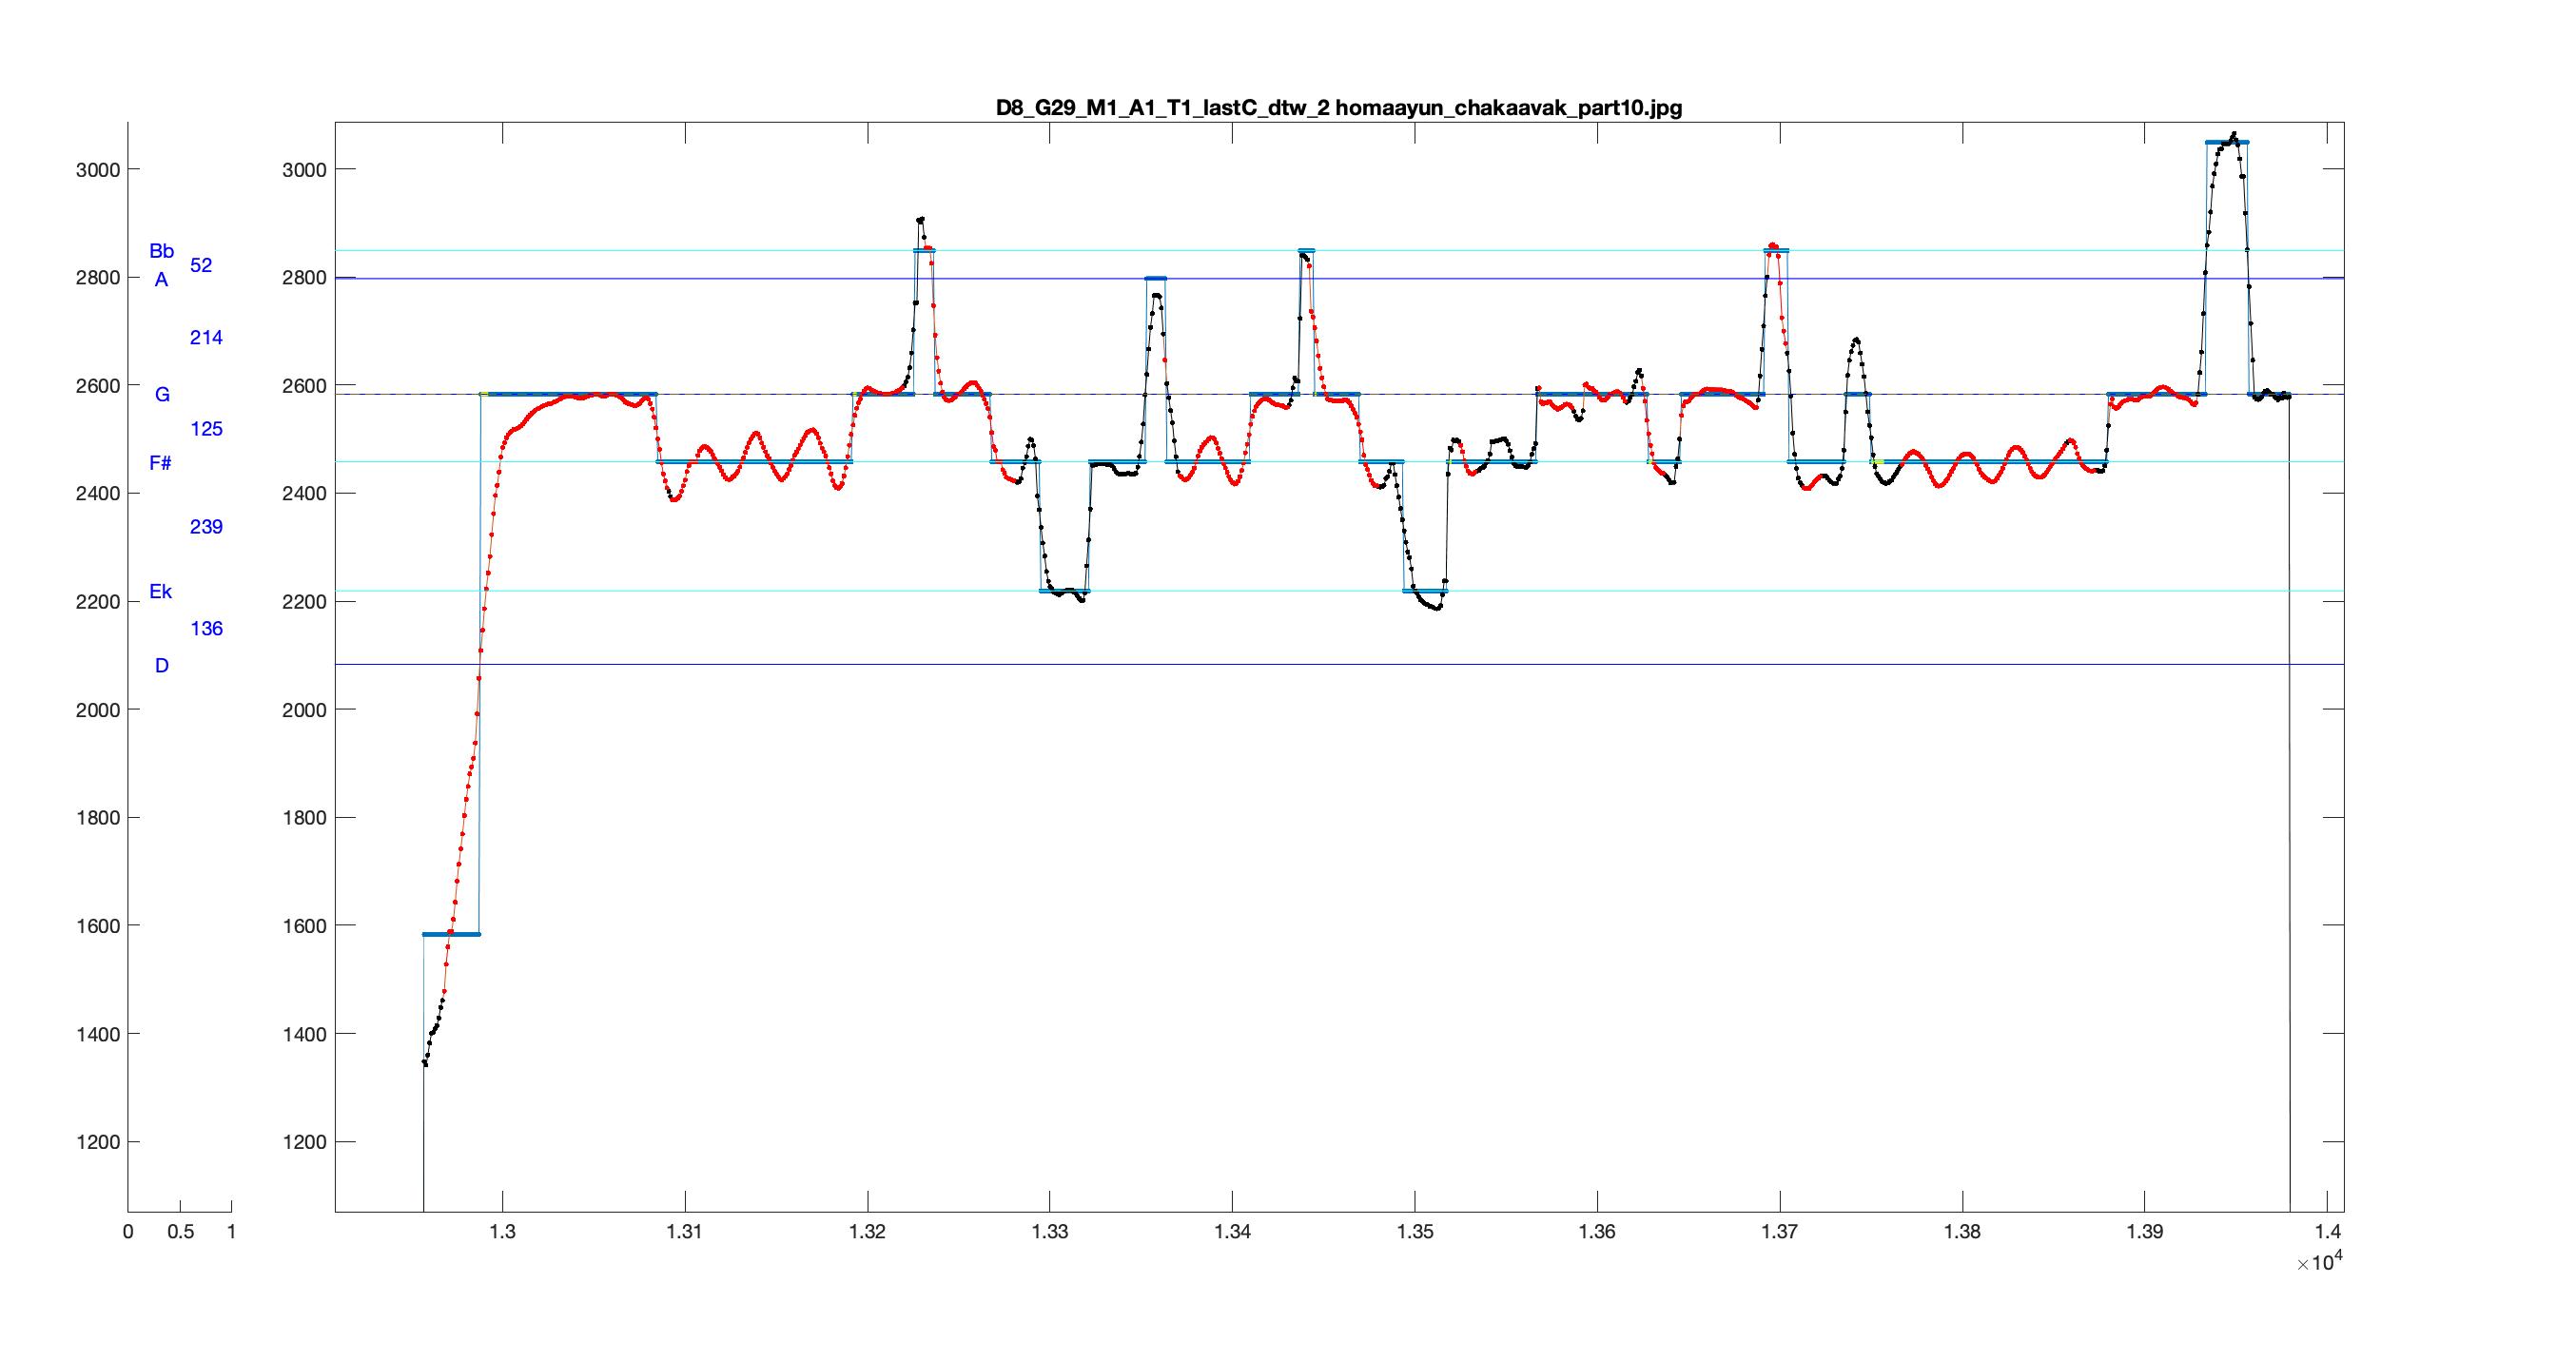 D8_G29_M1_A1_T1_lastC_dtw_2 homaayun_chakaavak_part10.jpg
3000
2800
2600
2400
2200
2000
1800
1600
1400
1200
0 0.5 1
Bb
52
A
214
G
125
F#
239
Ek
136
D
3000
2800
2600
2400
2200
2000
1800
1600
1400
1200
1.3 1.31 1.32 1.33 1.34 1.35 1.36 1.37 1.38 1.39 1.4
×10⁴